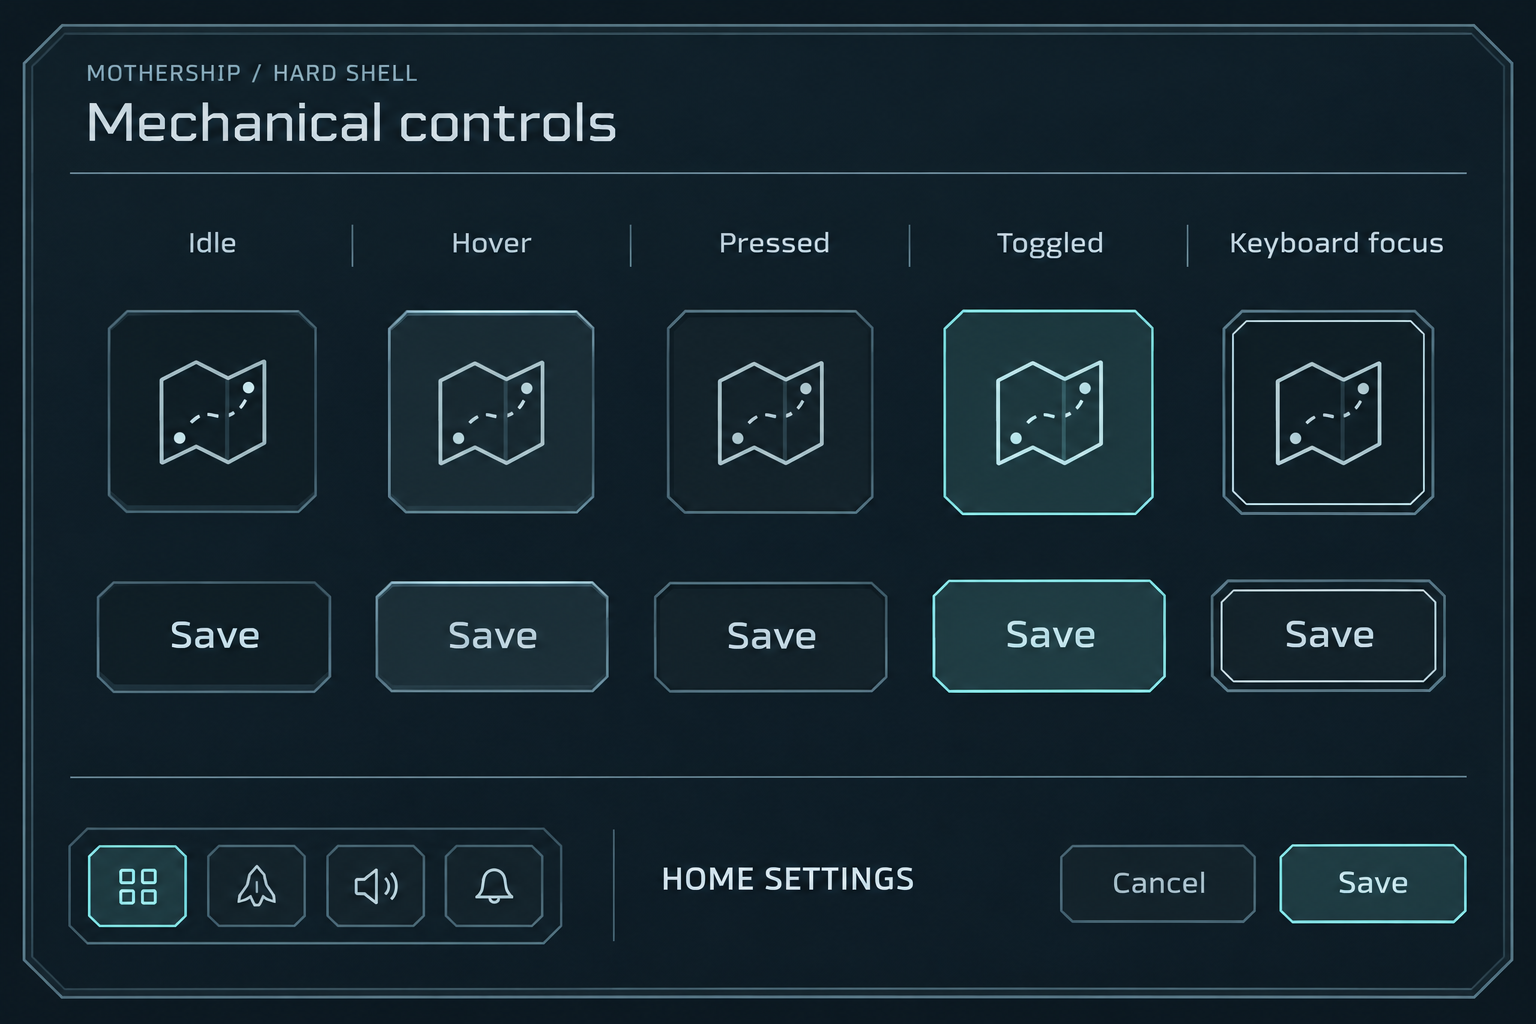 MOTHERSHIP / HARD SHELL
Mechanical controls
Idle
Hover
Pressed
Toggled
Keyboard focus
Save
Save
Save
Save
Save
HOME SETTINGS
Cancel
Save